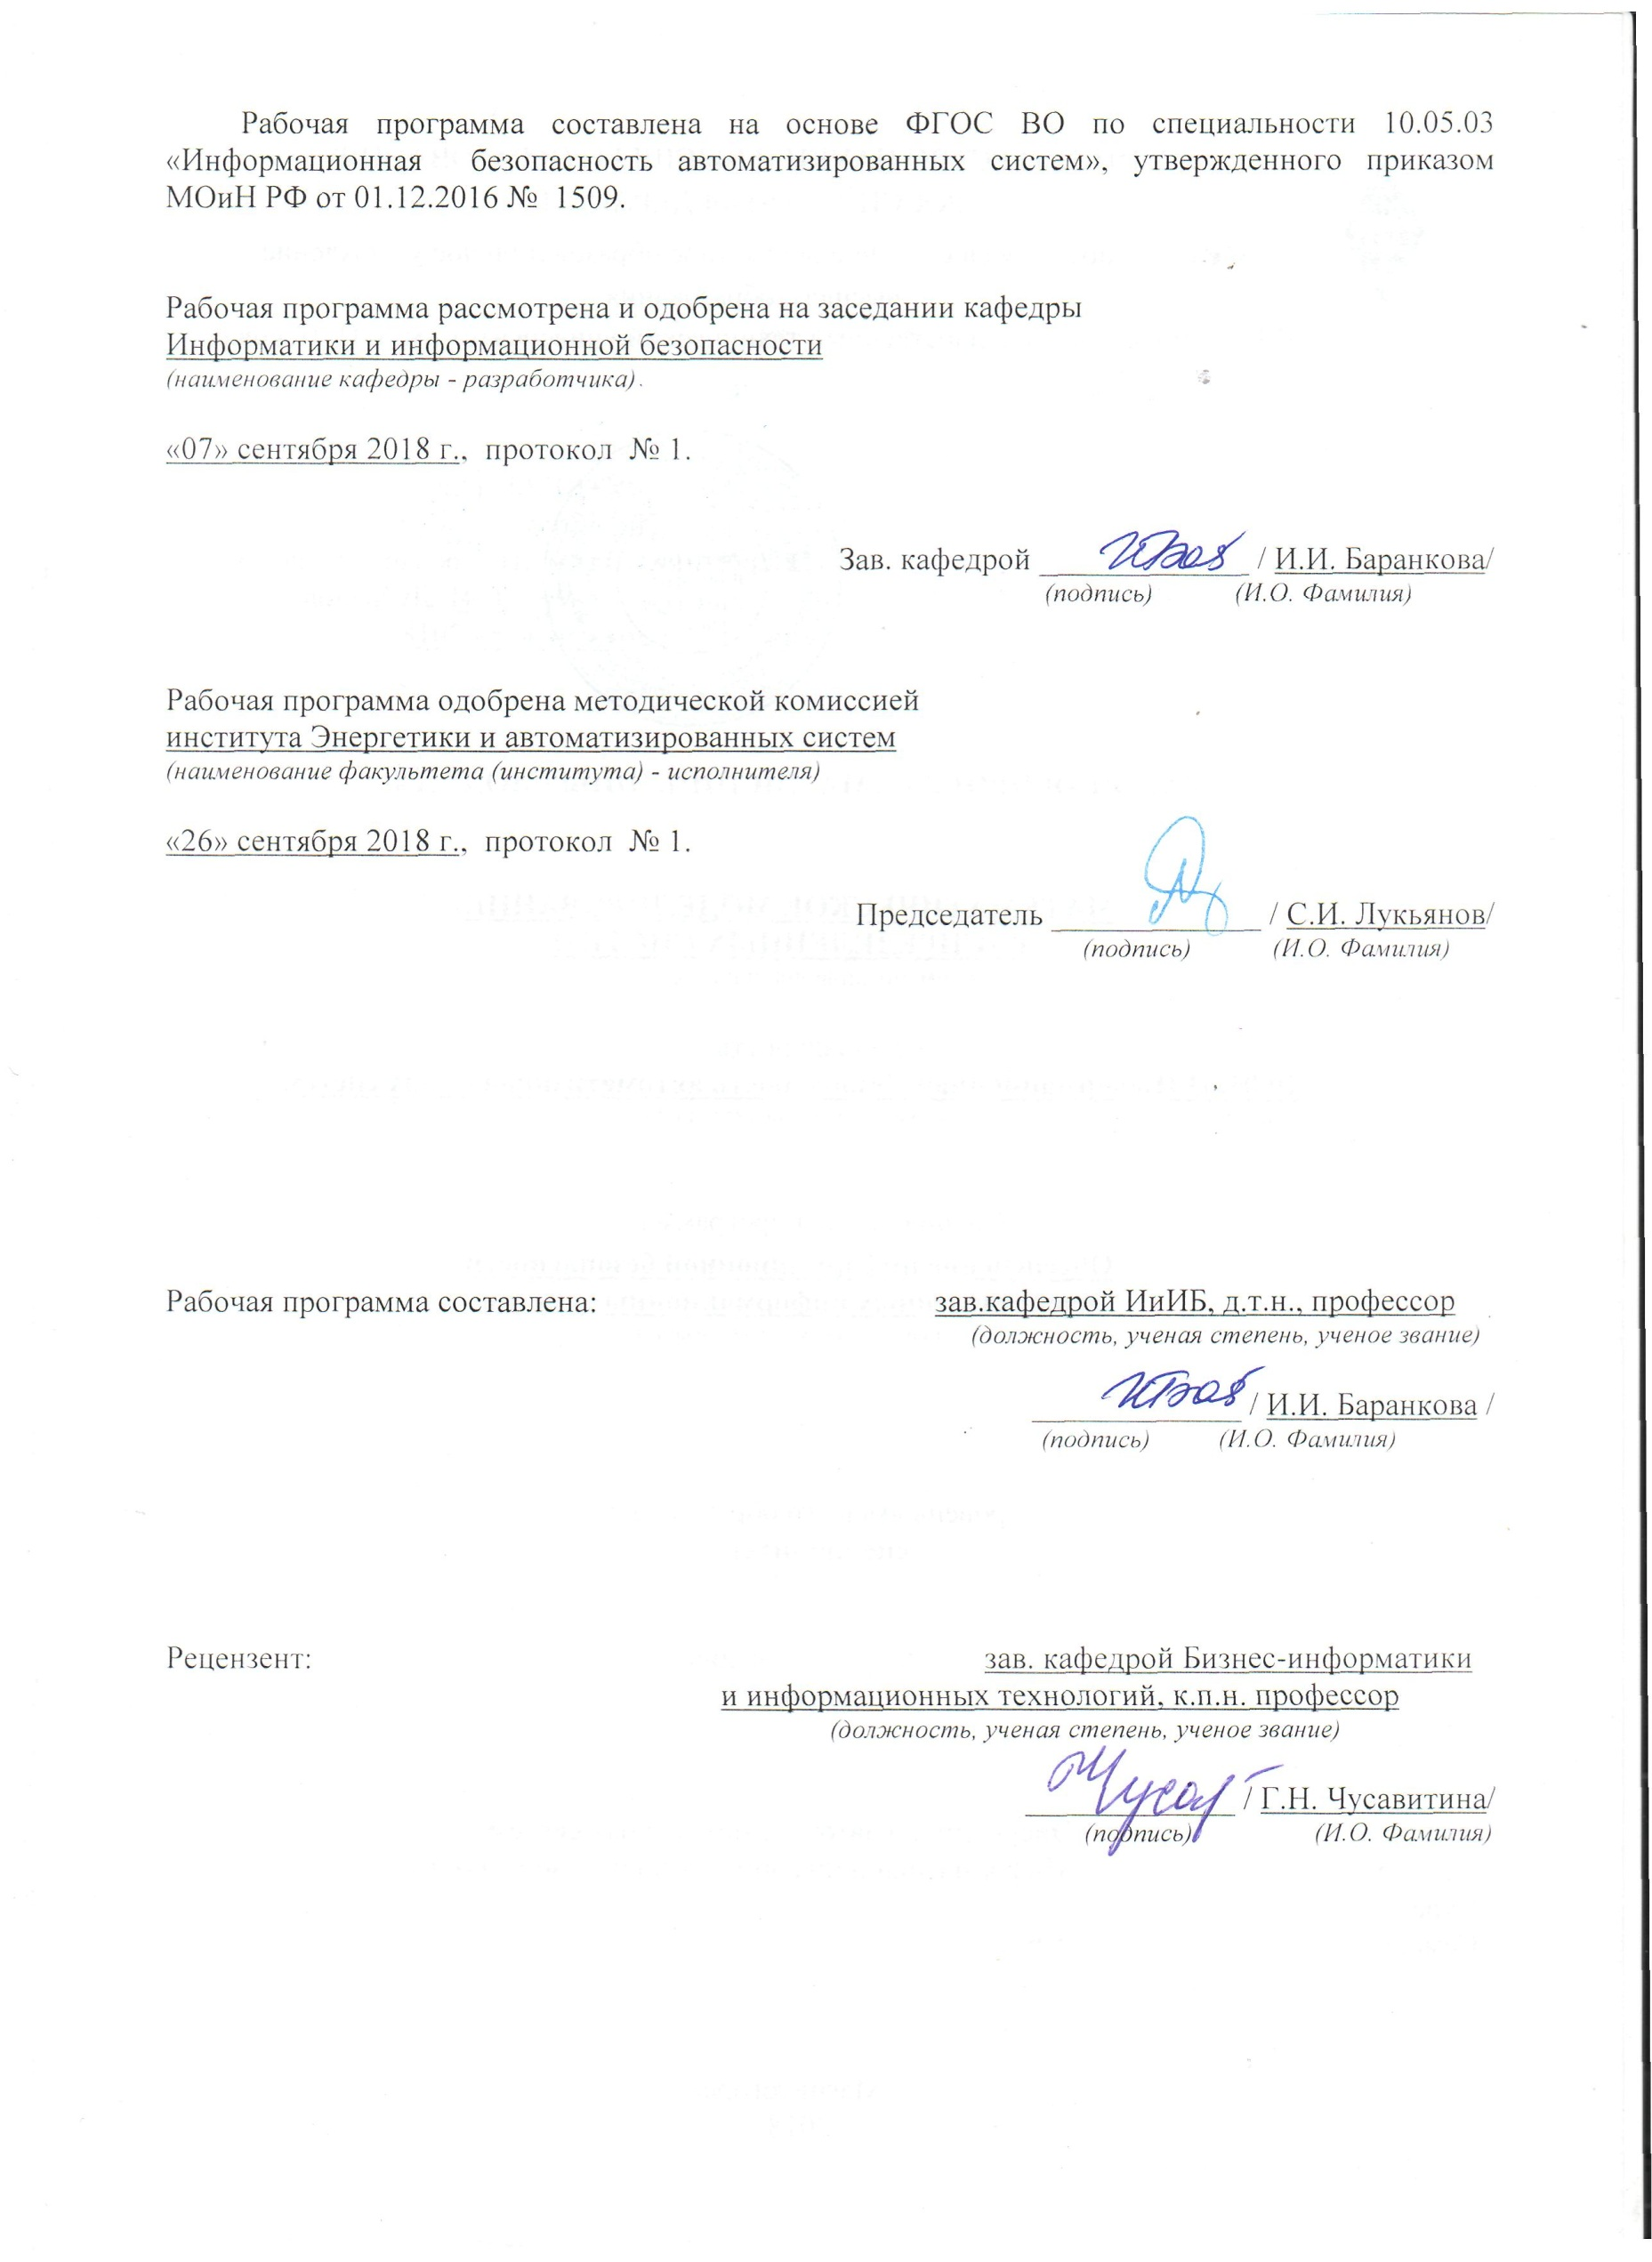 Рабочая программа составлена на основе ФГОС ВО по специальности 10.05.03
«Информационная безопасность автоматизированных систем», утвержденного приказом
МОиН РФ от 01.12.2016 № 1509.
Рабочая программа рассмотрена и одобрена на заседании кафедры
Информатики и информационной безопасности
(наименование кафедры - разработчика).
«07» сентября 2018 г., протокол № 1.
Зав. кафедрой _______________ / И.И. Баранкова/
(подпись) (И.О. Фамилия)
Рабочая программа одобрена методической комиссией
института Энергетики и автоматизированных систем
(наименование факультета (института) - исполнителя)
«26» сентября 2018 г., протокол № 1.
Председатель _______________ / С.И. Лукьянов/
(подпись) (И.О. Фамилия)
Рабочая программа составлена: зав.кафедрой ИиИБ, д.т.н., профессор
(должность, ученая степень, ученое звание)
_______________ / И.И. Баранкова /
(подпись) (И.О. Фамилия)
Рецензент: зав. кафедрой Бизнес-информатики
и информационных технологий, к.п.н. профессор
(должность, ученая степень, ученое звание)
_______________ / Г.Н. Чусавитина/
(подпись) (И.О. Фамилия)